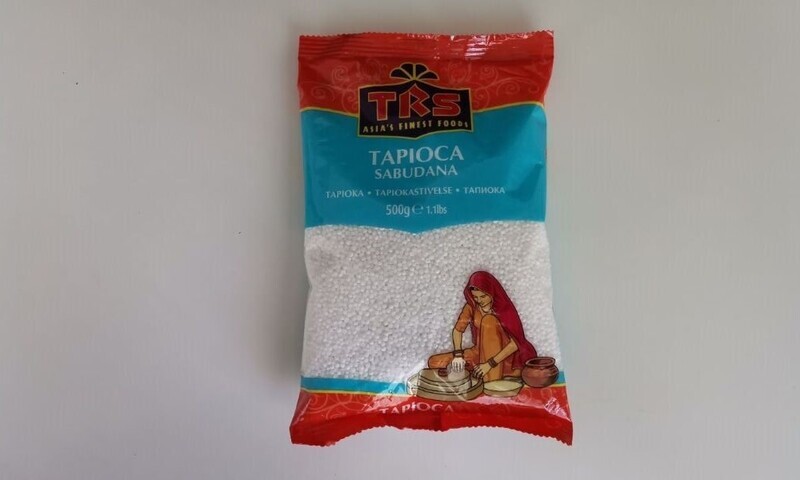 TRS
ASIA'S FINEST FOODS
TAPIOCA
SABUDANA
TAPIOKA • TAPIOKASTIVELSE • ТАПИОКА
500g ℮ 1.1lbs
TAPIOCA